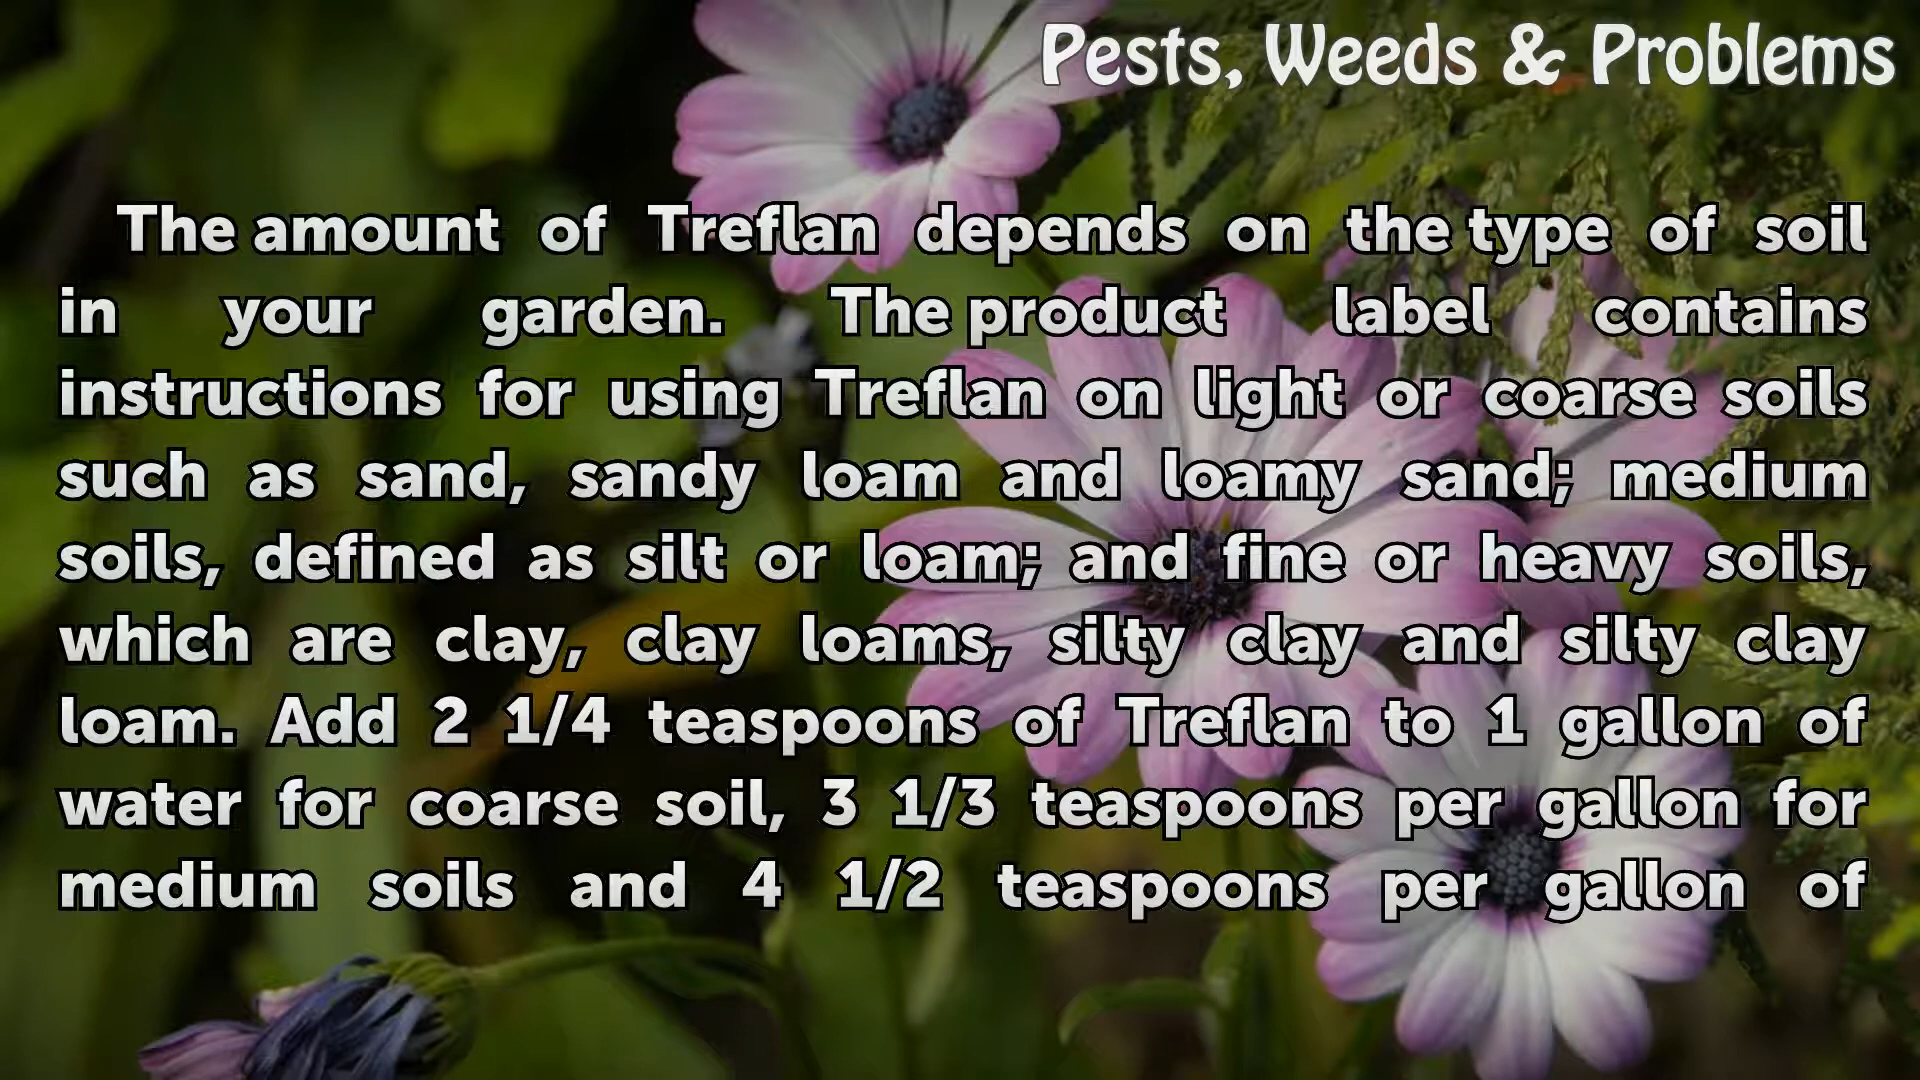 Pests, Weeds & Problems
The amount of Treflan depends on the type of soil
in your garden. The product label contains
instructions for using Treflan on light or coarse soils
such as sand, sandy loam and loamy sand; medium
soils, defined as silt or loam; and fine or heavy soils,
which are clay, clay loams, silty clay and silty clay
loam. Add 2 1/4 teaspoons of Treflan to 1 gallon of
water for coarse soil, 3 1/3 teaspoons per gallon for
medium soils and 4 1/2 teaspoons per gallon of